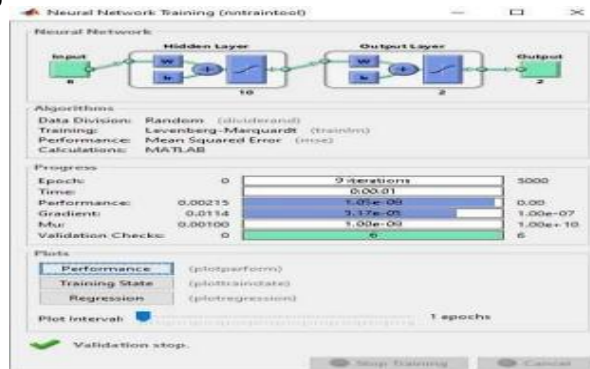 Neural Network Training (nntraintool)
Neural Network
Hidden Layer
Output Layer
Input
Output
W
b
+
W
b
+
6
10
2
2
Algorithms
Data Division: Random (dividerand)
Training: Levenberg-Marquardt (trainlm)
Performance: Mean Squared Error (mse)
Calculations: MATLAB
Progress
Epoch: 0 9 iterations 5000
Time: 0:00:01
Performance: 0.00215 0.00
Gradient: 0.0114 1.00e-07
Mu: 0.00100 1.00e+10
Validation Checks: 0 6 6
Plots
Performance (plotperform)
Training State (plottrainstate)
Regression (plotregression)
Plot Interval: 1 epochs
Validation stop.
Stop Training
Cancel